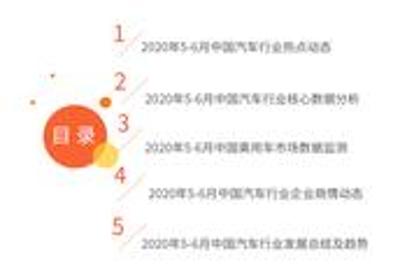 目录
1
2020年5-6月中国汽车行业热点动态
2
2020年5-6月中国汽车行业核心数据分析
3
2020年5-6月中国乘用车市场数据监测
4
2020年5-6月中国汽车行业企业舆情动态
5
2020年5-6月中国汽车行业发展总结及趋势